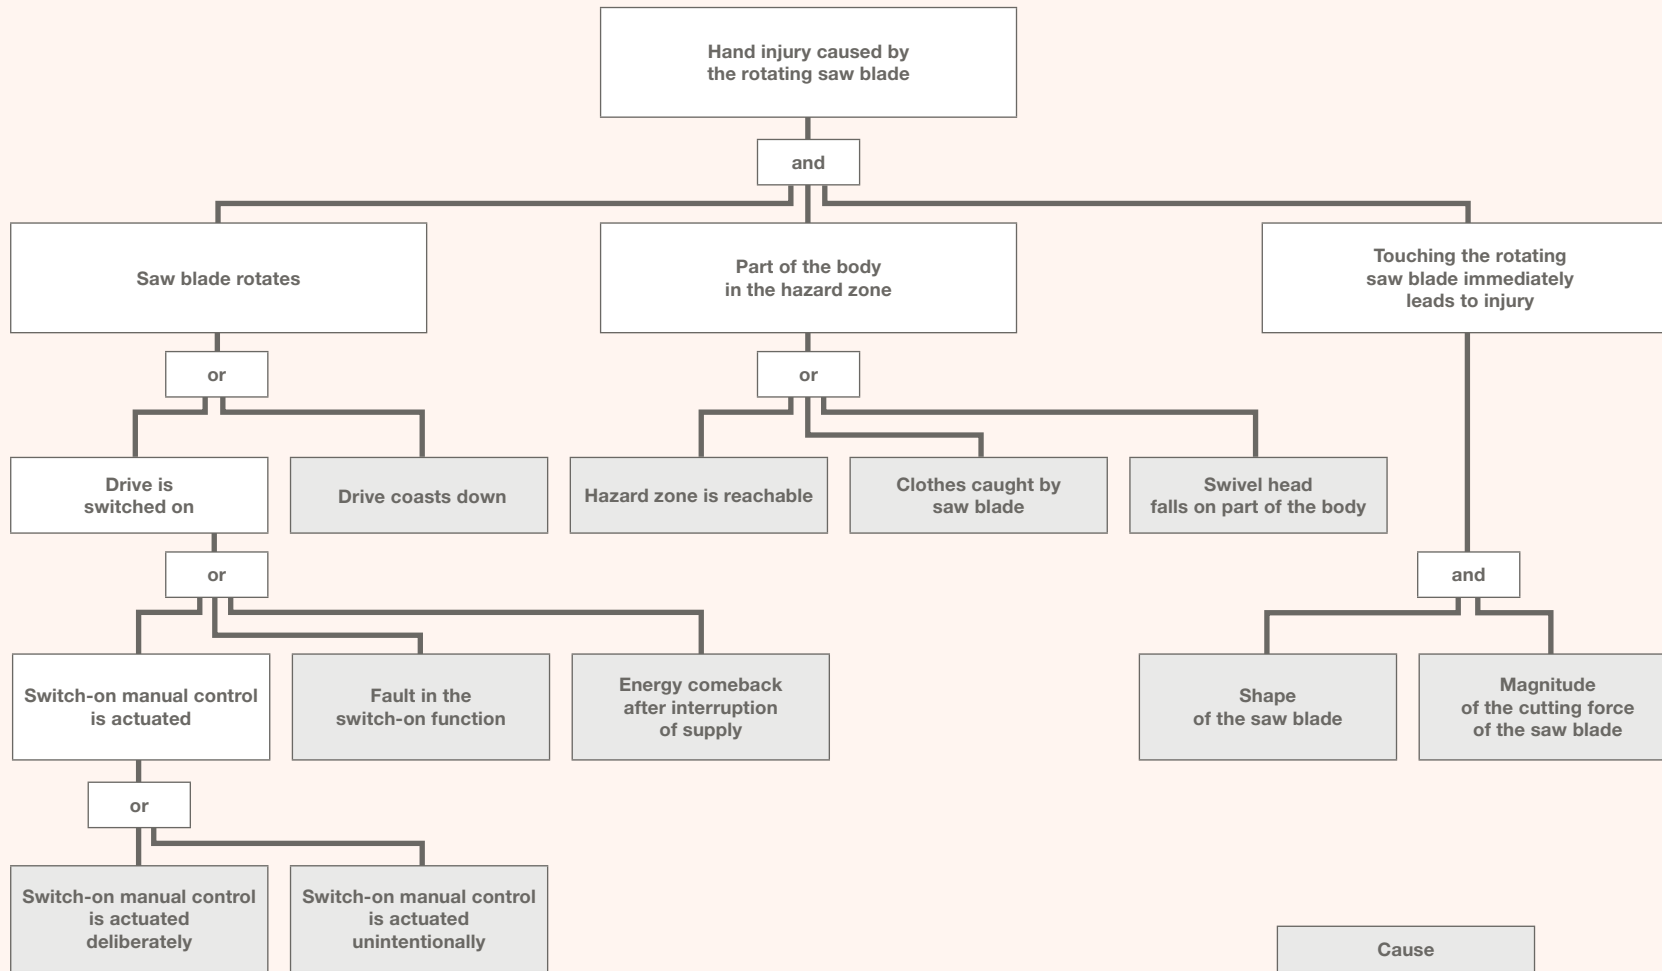 Hand injury caused by
the rotating saw blade
and
Saw blade rotates
Part of the body
in the hazard zone
Touching the rotating
saw blade immediately
leads to injury
or
or
Drive is
switched on
Drive coasts down
Hazard zone is reachable
Clothes caught by
saw blade
Swivel head
falls on part of the body
or
and
Switch-on manual control
is actuated
Fault in the
switch-on function
Energy comeback
after interruption
of supply
Shape
of the saw blade
Magnitude
of the cutting force
of the saw blade
or
Switch-on manual control
is actuated
deliberately
Switch-on manual control
is actuated
unintentionally
Cause